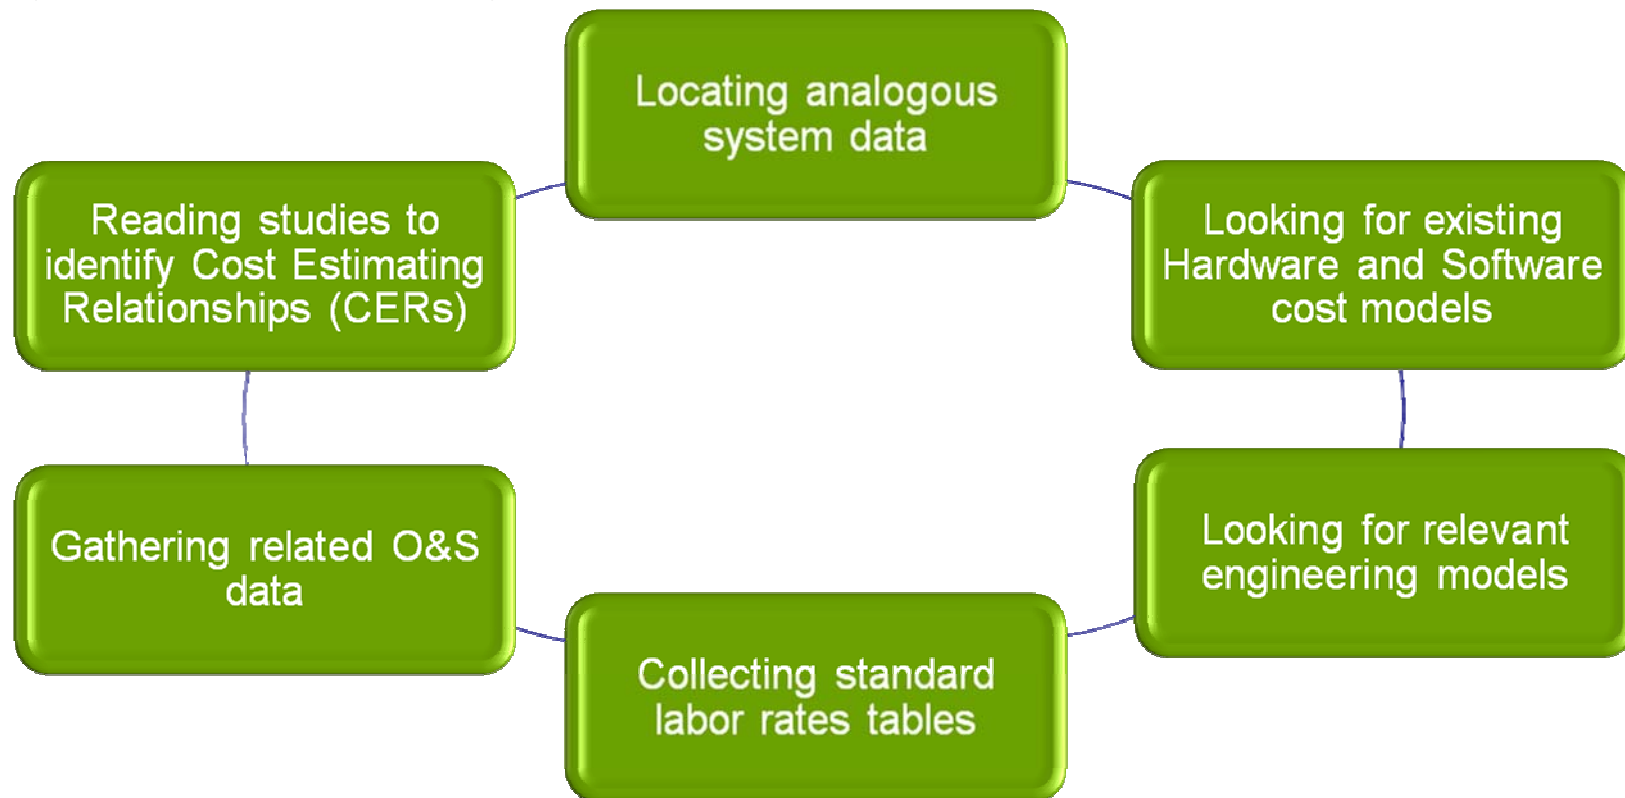 Locating analogous
system data
Looking for existing
Hardware and Software
cost models
Looking for relevant
engineering models
Collecting standard
labor rates tables
Gathering related O&S
data
Reading studies to
identify Cost Estimating
Relationships (CERs)